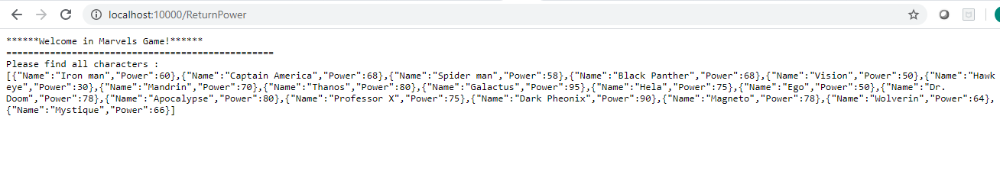 localhost:10000/ReturnPower
******Welcome in Marvels Game!******
=================================================
Please find all characters :
[{"Name":"Iron man","Power":60},{"Name":"Captain America","Power":68},{"Name":"Spider man","Power":58},{"Name":"Black Panther","Power":68},{"Name":"Vision","Power":50},{"Name":"Hawk
eye","Power":30},{"Name":"Mandrin","Power":70},{"Name":"Thanos","Power":80},{"Name":"Galactus","Power":95},{"Name":"Hela","Power":75},{"Name":"Ego","Power":50},{"Name":"Dr.
Doom","Power":78},{"Name":"Apocalypse","Power":80},{"Name":"Professor X","Power":75},{"Name":"Dark Pheonix","Power":90},{"Name":"Magneto","Power":78},{"Name":"Wolverin","Power":64},
{"Name":"Mystique","Power":66}]